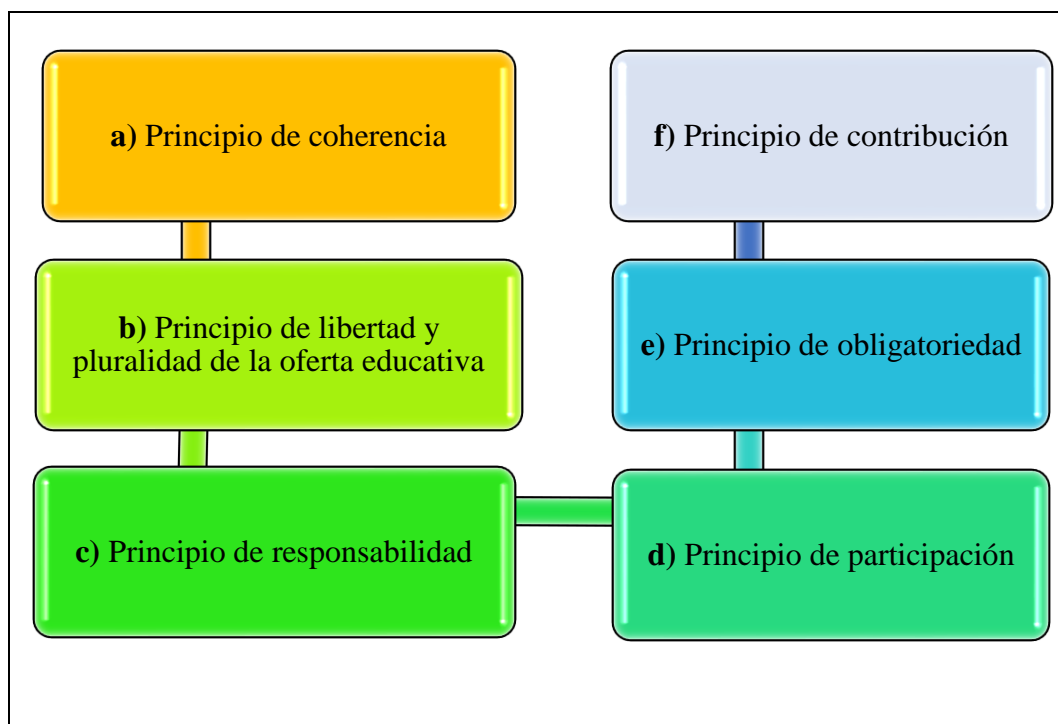 a) Principio de coherencia
b) Principio de libertad y
pluralidad de la oferta educativa
c) Principio de responsabilidad
d) Principio de participación
e) Principio de obligatoriedad
f) Principio de contribución